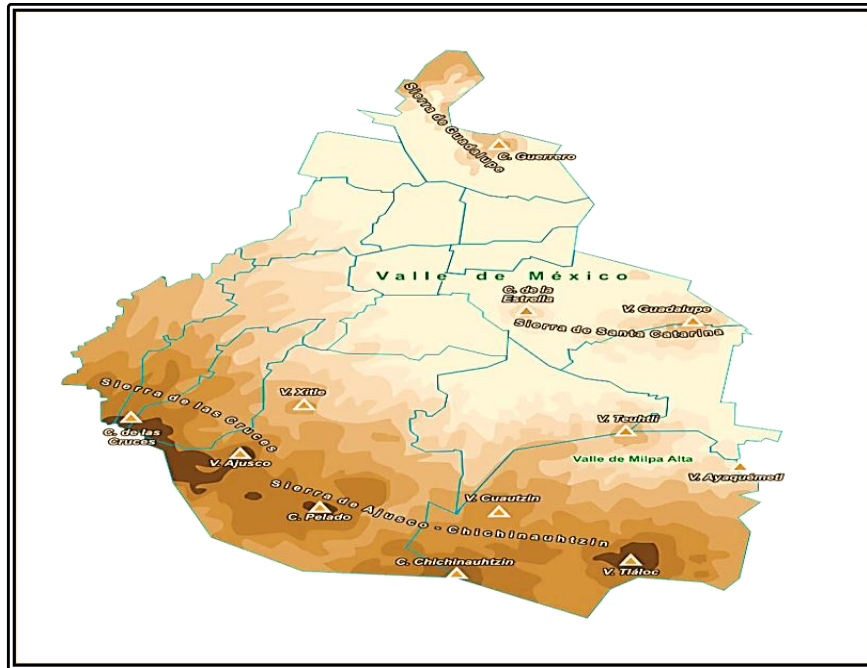 Sierra de Guadalupe
C. Guerrero
Valle de México
C. de la
Estrella
V. Guadalupe
Sierra de Santa Catarina
Sierra de las Cruces
V. Xitle
C. de las
Cruces
V. Teuhtli
V. Ajusco
Valle de Milpa Alta
V. Ayaquémetl
Sierra de Ajusco - Chichinauhtzin
V. Cuautzin
C. Pelado
C. Chichinauhtzin
V. Tláloc